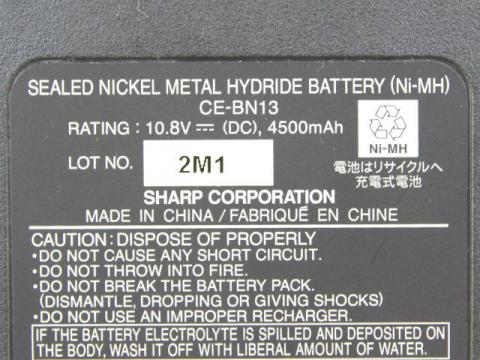 SEALED NICKEL METAL HYDRIDE BATTERY (Ni-MH)
CE-BN13
RATING : 10.8V ⎓ (DC), 4500mAh
LOT NO. 2M1
Ni-MH
電池はリサイクルへ
充電式電池
SHARP CORPORATION
MADE IN CHINA / FABRIQUÉ EN CHINE
CAUTION: DISPOSE OF PROPERLY
•DO NOT CAUSE ANY SHORT CIRCUIT.
•DO NOT THROW INTO FIRE.
•DO NOT BREAK THE BATTERY PACK.
(DISMANTLE, DROPPING OR GIVING SHOCKS)
•DO NOT USE AN IMPROPER RECHARGER.
IF THE BATTERY ELECTROLYTE IS SPILLED AND DEPOSITED ON
THE BODY, WASH IT OFF WITH LIBERAL AMOUNT OF WATER.